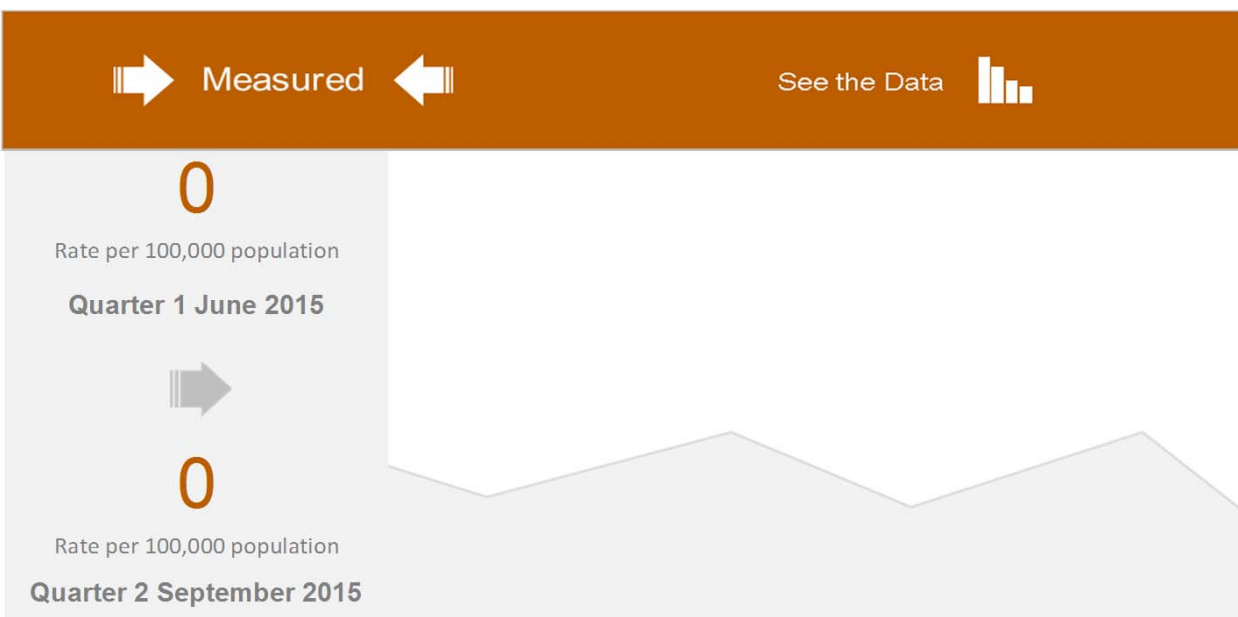 Measured
See the Data
0
Rate per 100,000 population
Quarter 1 June 2015
0
Rate per 100,000 population
Quarter 2 September 2015